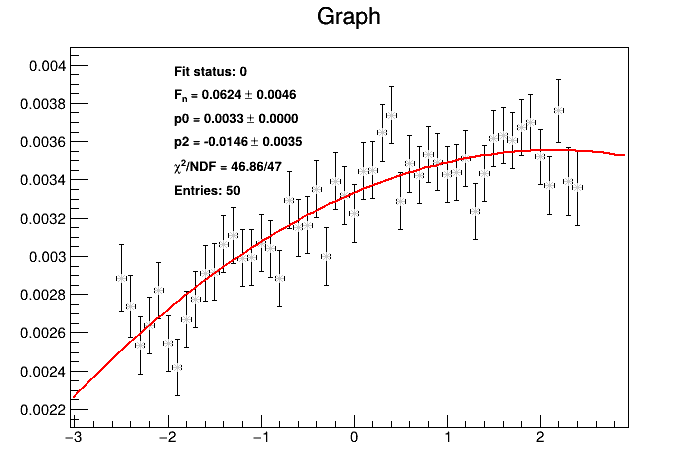 Graph
Fit status: 0
Fₙ = 0.0624 ± 0.0046
p0 = 0.0033 ± 0.0000
p2 = -0.0146 ± 0.0035
χ²/NDF = 46.86/47
Entries: 50
0.004
0.0038
0.0036
0.0034
0.0032
0.003
0.0028
0.0026
0.0024
0.0022
−3 −2 −1 0 1 2